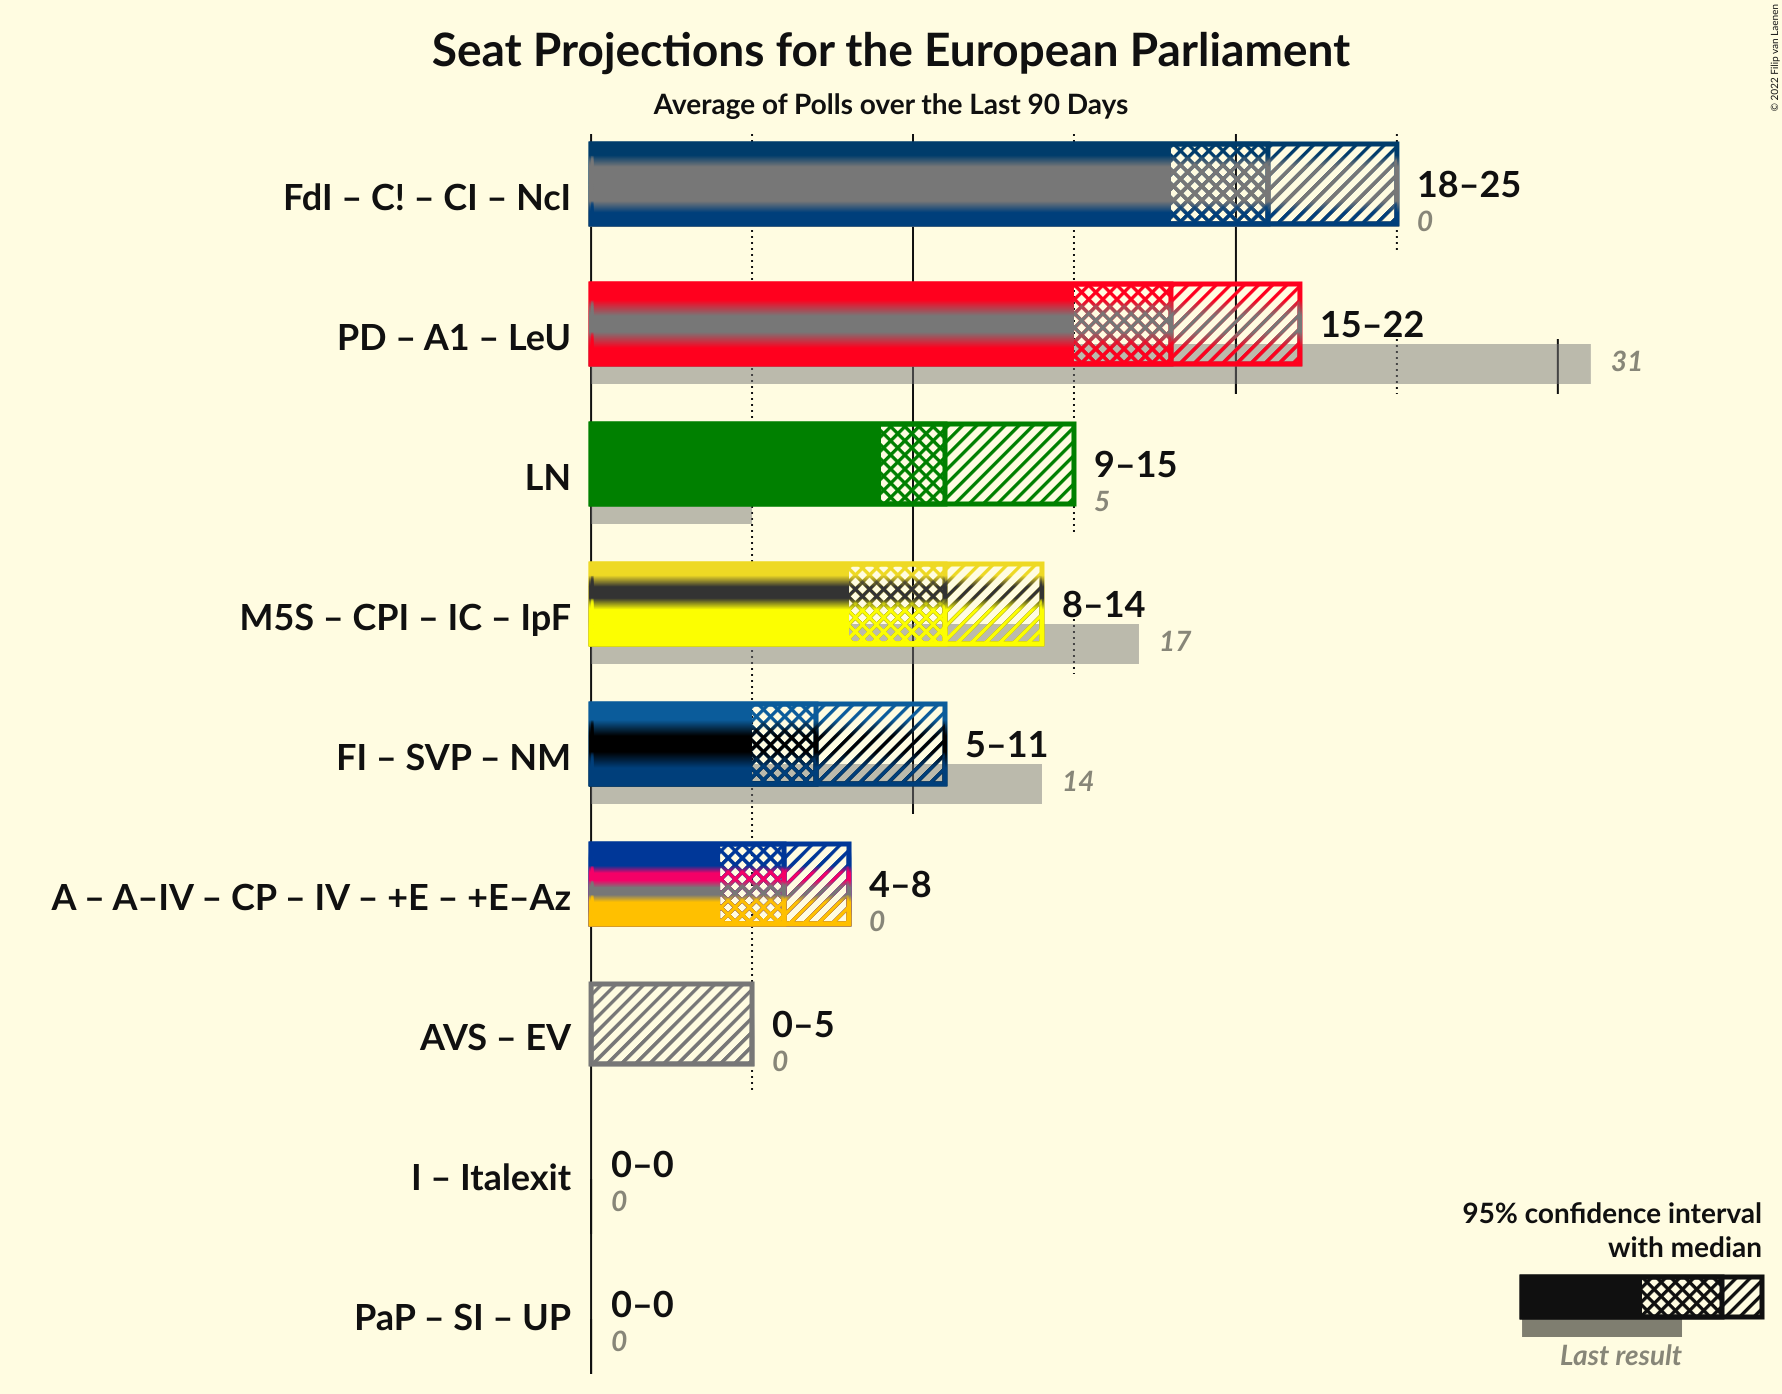 Seat Projections for the European Parliament
Average of Polls over the Last 90 Days
© 2022 Filip van Laenen
FdI – C! – CI – NcI
18–25
0
PD – A1 – LeU
15–22
31
LN
9–15
5
M5S – CPI – IC – IpF
8–14
17
FI – SVP – NM
5–11
14
A – A–IV – CP – IV – +E – +E–Az
4–8
0
AVS – EV
0–5
0
I – Italexit
0–0
0
PaP – SI – UP
0–0
0
95% confidence interval
with median
Last result